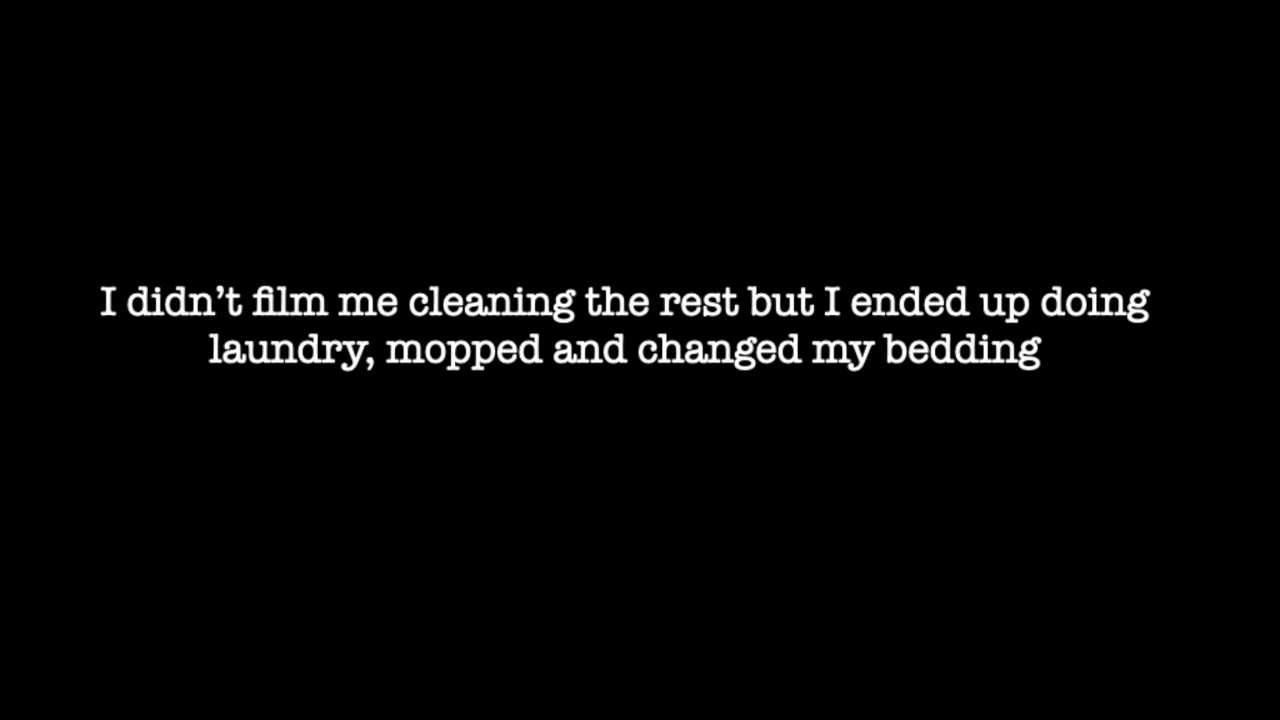 I didn’t film me cleaning the rest but I ended up doing
laundry, mopped and changed my bedding